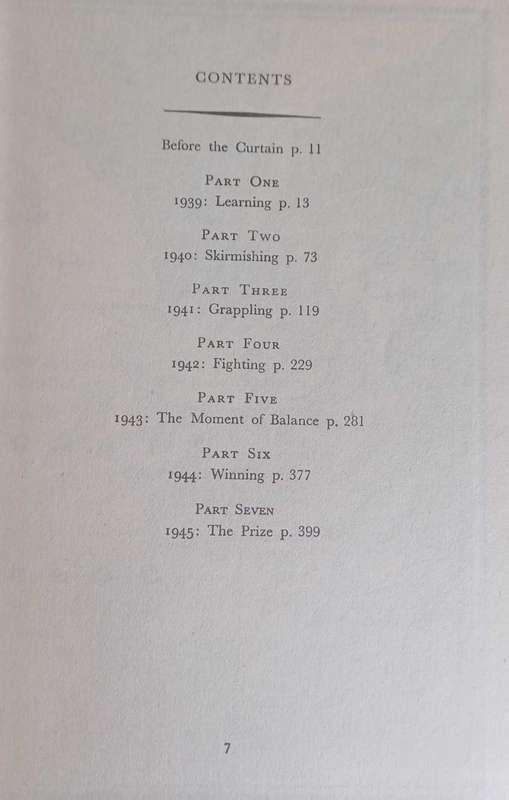 CONTENTS
Before the Curtain p. 11
Part One
1939: Learning p. 13
Part Two
1940: Skirmishing p. 73
Part Three
1941: Grappling p. 119
Part Four
1942: Fighting p. 229
Part Five
1943: The Moment of Balance p. 281
Part Six
1944: Winning p. 377
Part Seven
1945: The Prize p. 399
7